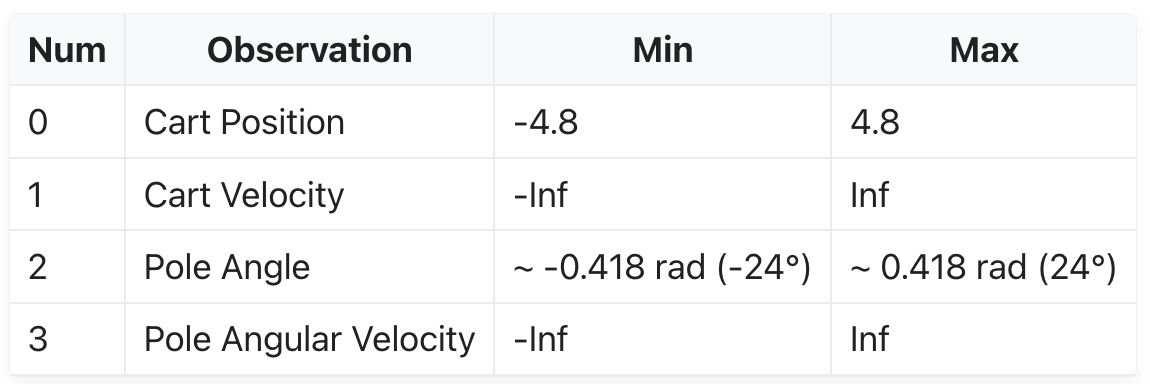 Num Observation Min Max
0 Cart Position -4.8 4.8
1 Cart Velocity -Inf Inf
2 Pole Angle ~ -0.418 rad (-24°) ~ 0.418 rad (24°)
3 Pole Angular Velocity -Inf Inf